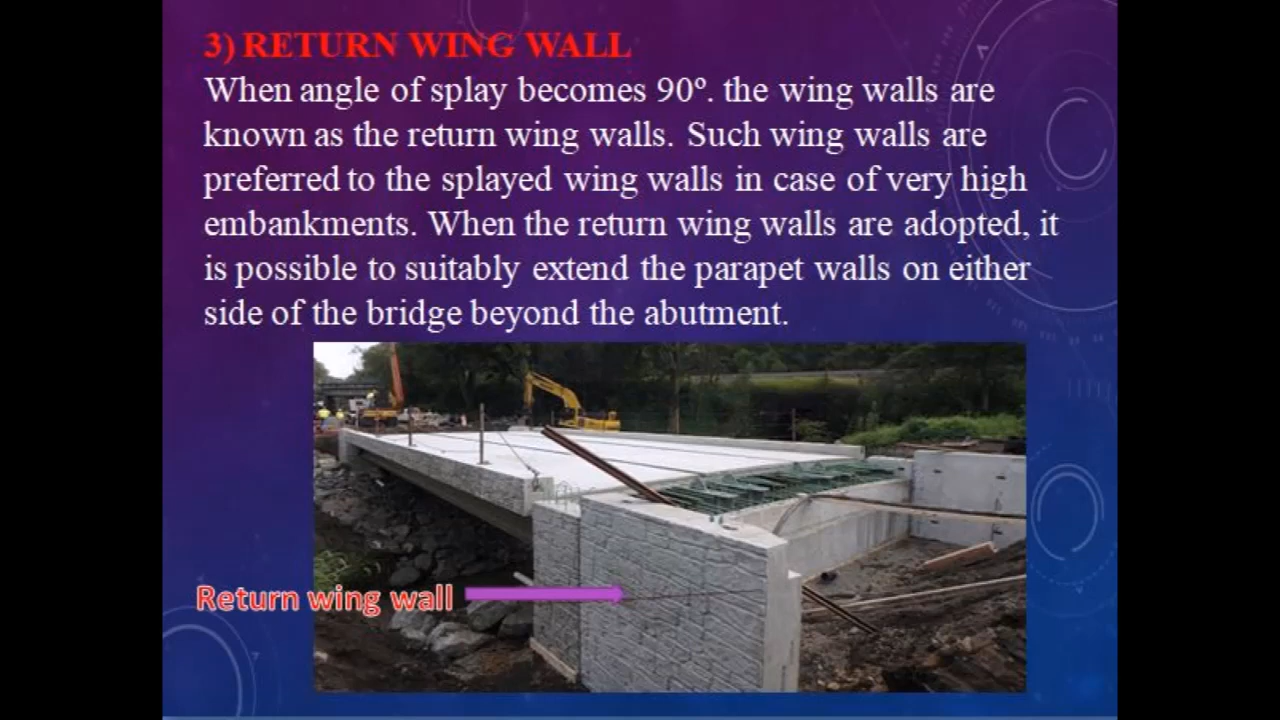 3) RETURN WING WALL
When angle of splay becomes 90º. the wing walls are
known as the return wing walls. Such wing walls are
preferred to the splayed wing walls in case of very high
embankments. When the return wing walls are adopted, it
is possible to suitably extend the parapet walls on either
side of the bridge beyond the abutment.
Return wing wall